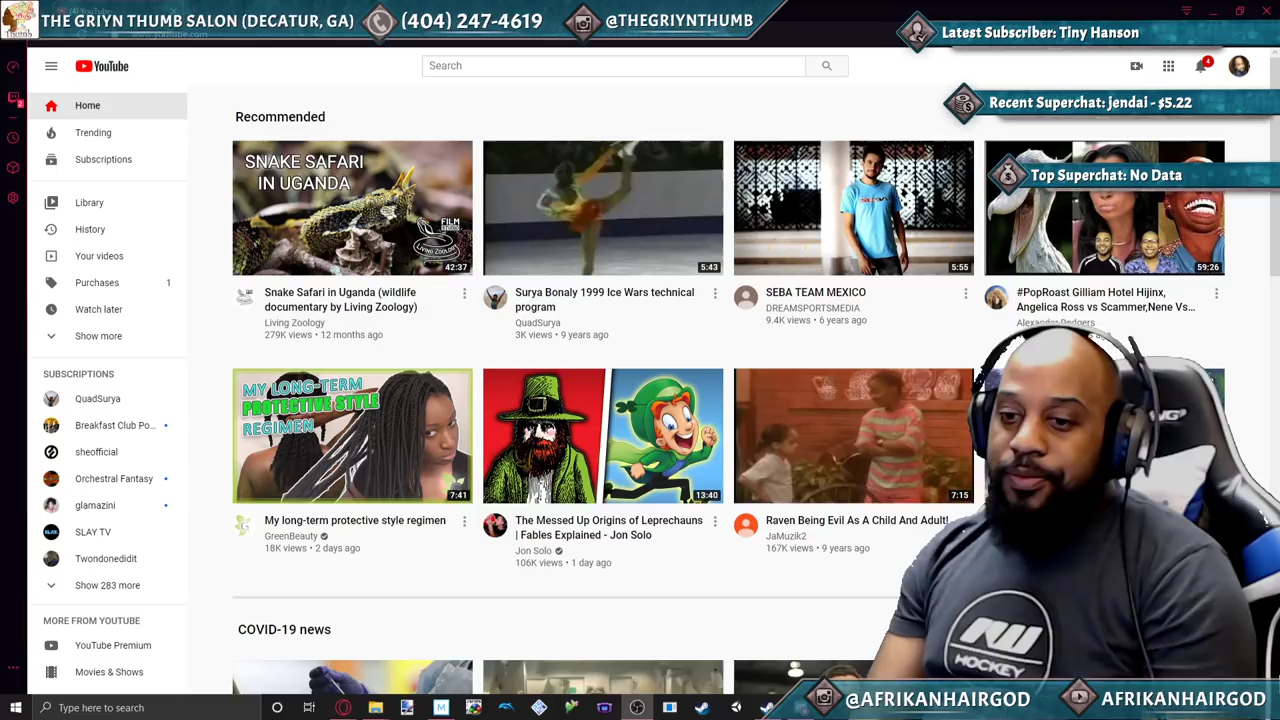 THE GRIYN THUMB SALON (DECATUR, GA)
(404) 247-4619
@THEGRIYNTHUMB
Latest Subscriber: Tiny Hanson
YouTube
Search
4
Recent Superchat: jendai - $5.22
Top Superchat: No Data
Home
Trending
Subscriptions
Library
History
Your videos
Purchases 1
Watch later
Show more
SUBSCRIPTIONS
QuadSurya
Breakfast Club Po...
sheofficial
Orchestral Fantasy
glamazini
SLAY TV
Twondonedidit
Show 283 more
MORE FROM YOUTUBE
YouTube Premium
Movies & Shows
Recommended
SNAKE SAFARI
IN UGANDA
FILM
STUDIO
LIVING ZOOLOGY
42:37
Snake Safari in Uganda (wildlife
documentary by Living Zoology)
Living Zoology
279K views • 12 months ago
5:43
Surya Bonaly 1999 Ice Wars technical
program
QuadSurya
3K views • 9 years ago
5:55
SEBA TEAM MEXICO
DREAMSPORTSMEDIA
9.4K views • 6 years ago
59:26
#PopRoast Gilliam Hotel Hijinx,
Angelica Ross vs Scammer,Nene Vs...
MY LONG-TERM
PROTECTIVE STYLE
REGIMEN
7:41
My long-term protective style regimen
GreenBeauty
18K views • 2 days ago
13:40
The Messed Up Origins of Leprechauns
| Fables Explained - Jon Solo
Jon Solo
106K views • 1 day ago
7:15
Raven Being Evil As A Child And Adult!
JaMuzik2
167K views • 9 years ago
COVID-19 news
HOCKEY
Type here to search
@AFRIKANHAIRGOD
AFRIKANHAIRGOD